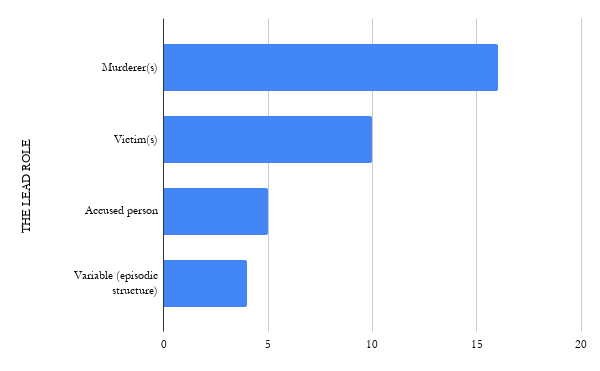 THE LEAD ROLE
Murderer(s)
Victim(s)
Accused person
Variable (episodic
structure)
0 5 10 15 20